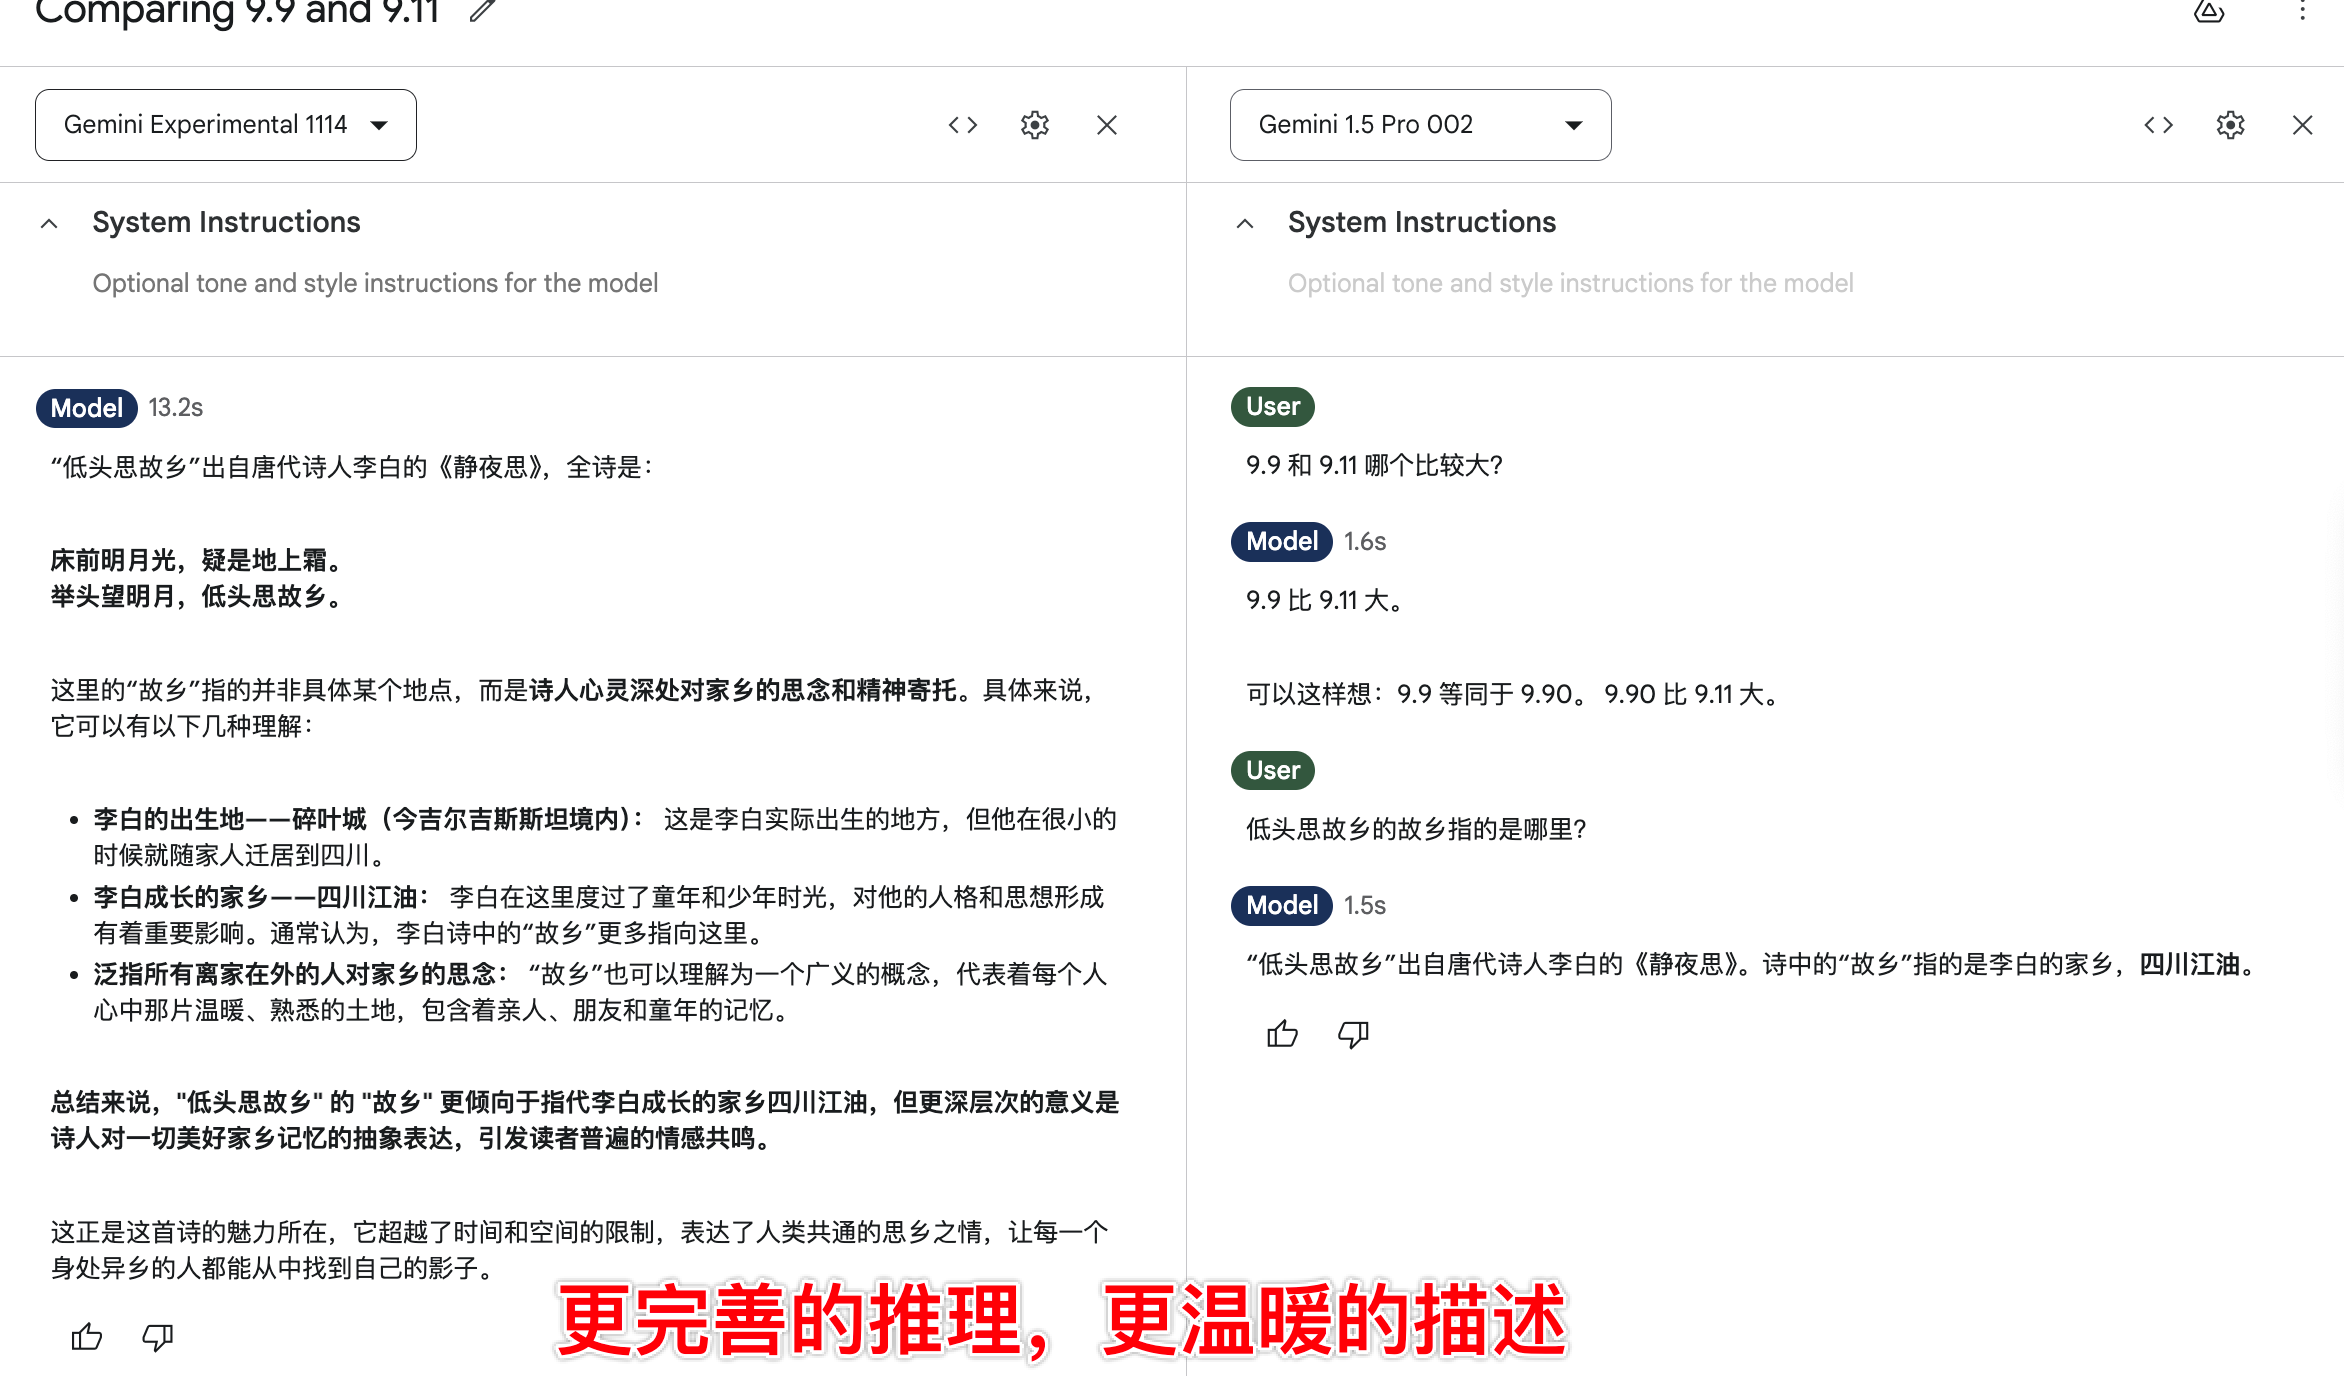 Comparing 9.9 and 9.11
Gemini Experimental 1114
System Instructions
Optional tone and style instructions for the model
Model 13.2s
“低头思故乡”出自唐代诗人李白的《静夜思》，全诗是：
床前明月光，疑是地上霜。
举头望明月，低头思故乡。
这里的“故乡”指的并非具体某个地点，而是诗人心灵深处对家乡的思念和精神寄托。具体来说，
它可以有以下几种理解：
• 李白的出生地——碎叶城（今吉尔吉斯斯坦境内）： 这是李白实际出生的地方，但他在很小的
时候就随家人迁居到四川。
• 李白成长的家乡——四川江油： 李白在这里度过了童年和少年时光，对他的人格和思想形成
有着重要影响。通常认为，李白诗中的“故乡”更多指向这里。
• 泛指所有离家在外的人对家乡的思念： “故乡”也可以理解为一个广义的概念，代表着每个人
心中那片温暖、熟悉的土地，包含着亲人、朋友和童年的记忆。
总结来说，"低头思故乡" 的 "故乡" 更倾向于指代李白成长的家乡四川江油，但更深层次的意义是
诗人对一切美好家乡记忆的抽象表达，引发读者普遍的情感共鸣。
这正是这首诗的魅力所在，它超越了时间和空间的限制，表达了人类共通的思乡之情，让每一个
身处异乡的人都能从中找到自己的影子。
Gemini 1.5 Pro 002
System Instructions
Optional tone and style instructions for the model
User
9.9 和 9.11 哪个比较大?
Model 1.6s
9.9 比 9.11 大。
可以这样想：9.9 等同于 9.90。 9.90 比 9.11 大。
User
低头思故乡的故乡指的是哪里?
Model 1.5s
“低头思故乡”出自唐代诗人李白的《静夜思》。诗中的“故乡”指的是李白的家乡，四川江油。
更完善的推理，更温暖的描述